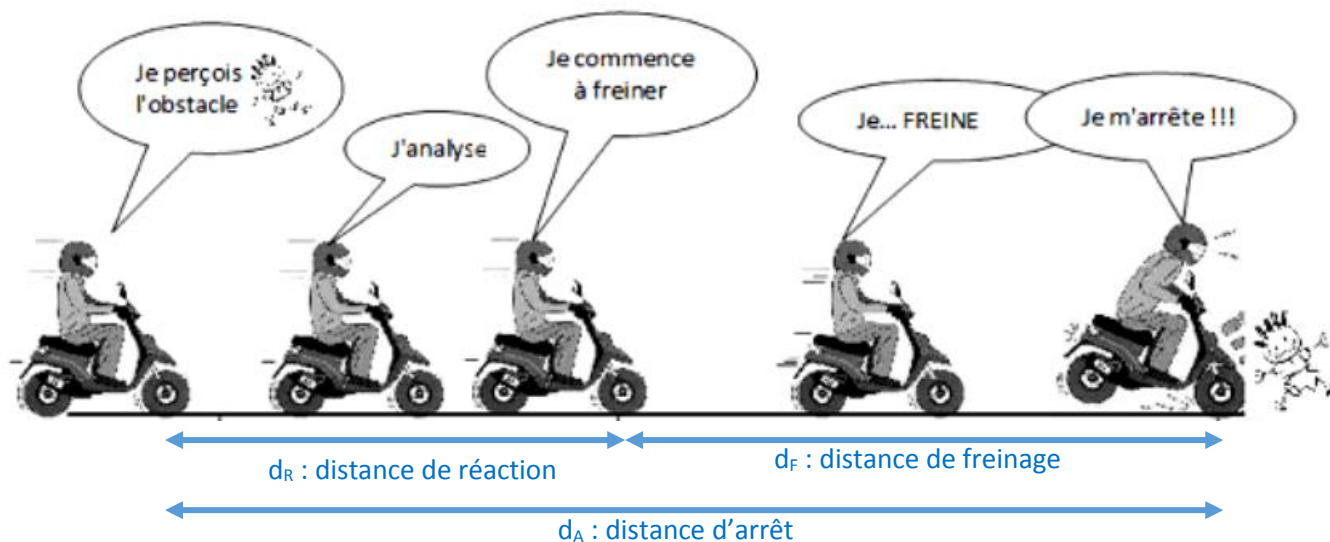 Je perçois
l'obstacle
J'analyse
Je commence
à freiner
Je... FREINE
Je m'arrête !!!
dR : distance de réaction
dF : distance de freinage
dA : distance d’arrêt